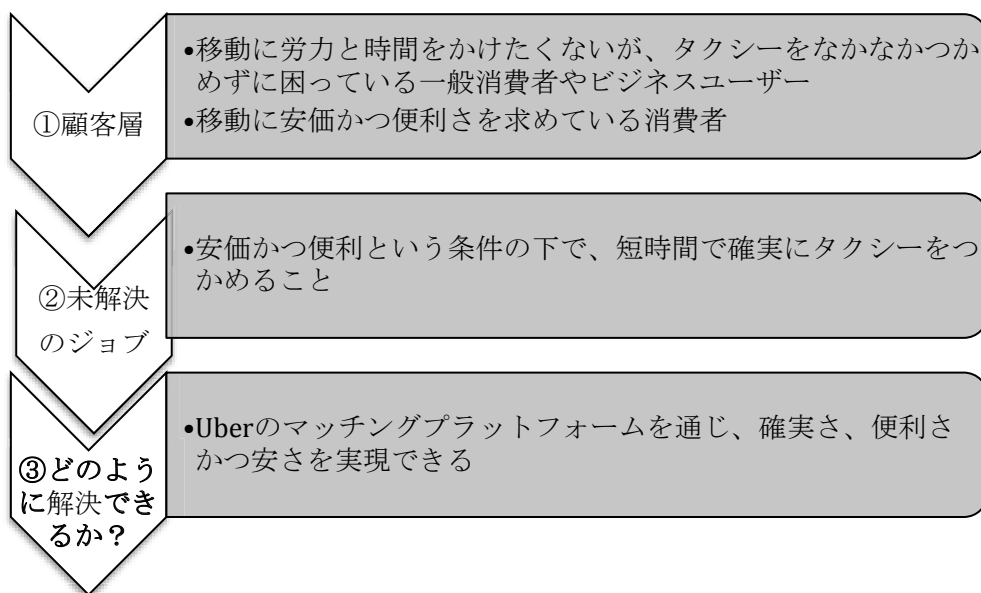 ①顧客層
•移動に労力と時間をかけたくないが、タクシーをなかなかつか
めずに困っている一般消費者やビジネスユーザー
•移動に安価かつ便利さを求めている消費者
②未解決
のジョブ
•安価かつ便利という条件の下で、短時間で確実にタクシーをつ
かめること
③どのよう
に解決でき
るか？
•Uberのマッチングプラットフォームを通じ、確実さ、便利さ
かつ安さを実現できる